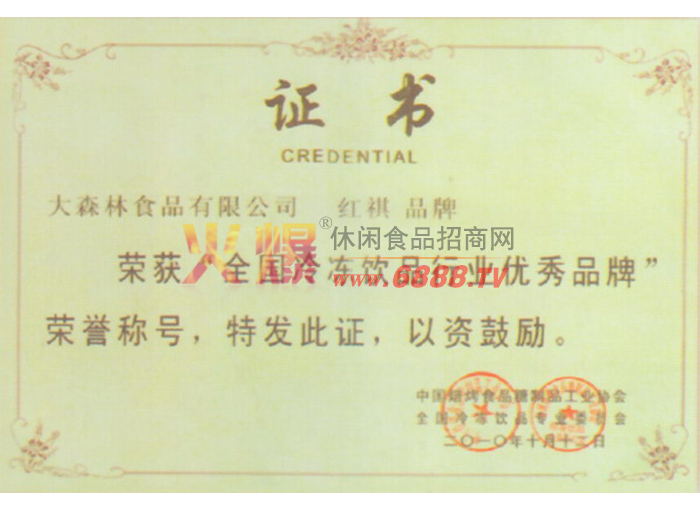 证书
CREDENTIAL
大森林食品有限公司 红祺 品牌
火爆®休闲食品招商网
www.6888.TV
荣获“全国冷冻饮品行业优秀品牌”
荣誉称号，特发此证，以资鼓励。
中国焙烤食品糖制品工业协会
全国冷冻饮品专业委员会
二〇一〇年十月十二日